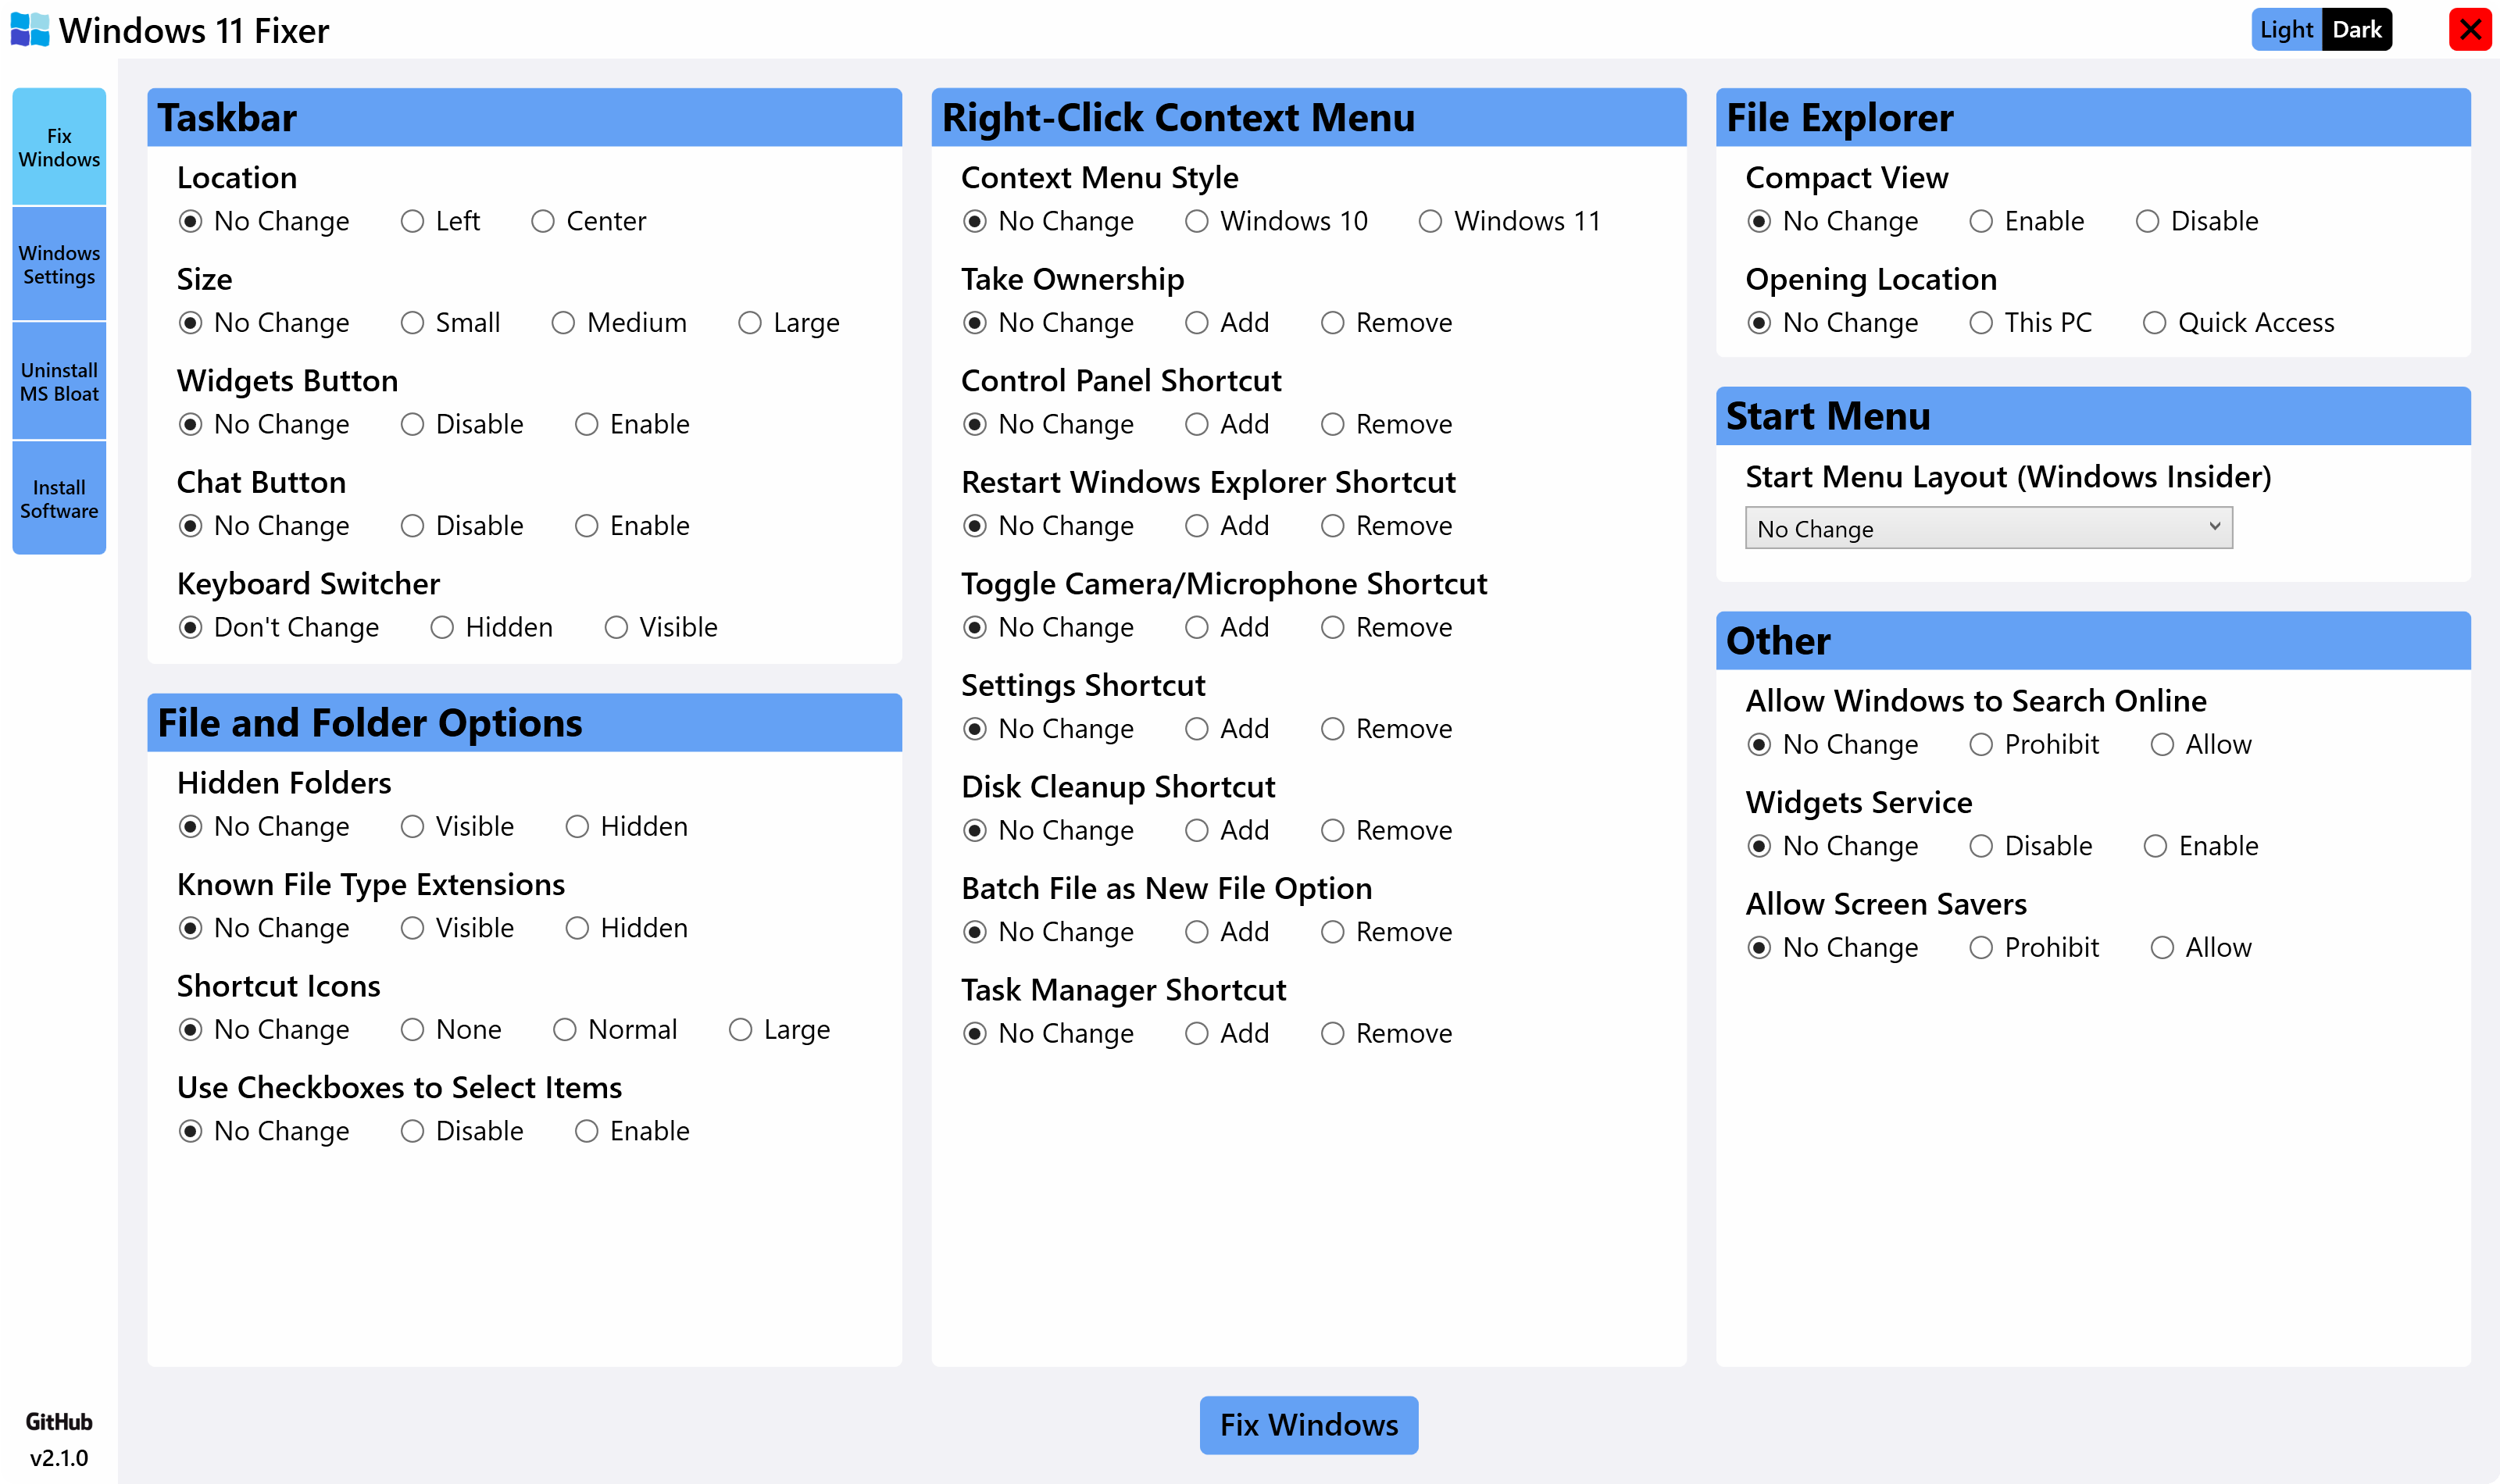 Windows 11 Fixer
Light Dark
Fix
Windows
Windows
Settings
Uninstall
MS Bloat
Install
Software
GitHub
v2.1.0
Taskbar
Location
No Change Left Center
Size
No Change Small Medium Large
Widgets Button
No Change Disable Enable
Chat Button
No Change Disable Enable
Keyboard Switcher
Don't Change Hidden Visible
File and Folder Options
Hidden Folders
No Change Visible Hidden
Known File Type Extensions
No Change Visible Hidden
Shortcut Icons
No Change None Normal Large
Use Checkboxes to Select Items
No Change Disable Enable
Right-Click Context Menu
Context Menu Style
No Change Windows 10 Windows 11
Take Ownership
No Change Add Remove
Control Panel Shortcut
No Change Add Remove
Restart Windows Explorer Shortcut
No Change Add Remove
Toggle Camera/Microphone Shortcut
No Change Add Remove
Settings Shortcut
No Change Add Remove
Disk Cleanup Shortcut
No Change Add Remove
Batch File as New File Option
No Change Add Remove
Task Manager Shortcut
No Change Add Remove
File Explorer
Compact View
No Change Enable Disable
Opening Location
No Change This PC Quick Access
Start Menu
Start Menu Layout (Windows Insider)
No Change
Other
Allow Windows to Search Online
No Change Prohibit Allow
Widgets Service
No Change Disable Enable
Allow Screen Savers
No Change Prohibit Allow
Fix Windows